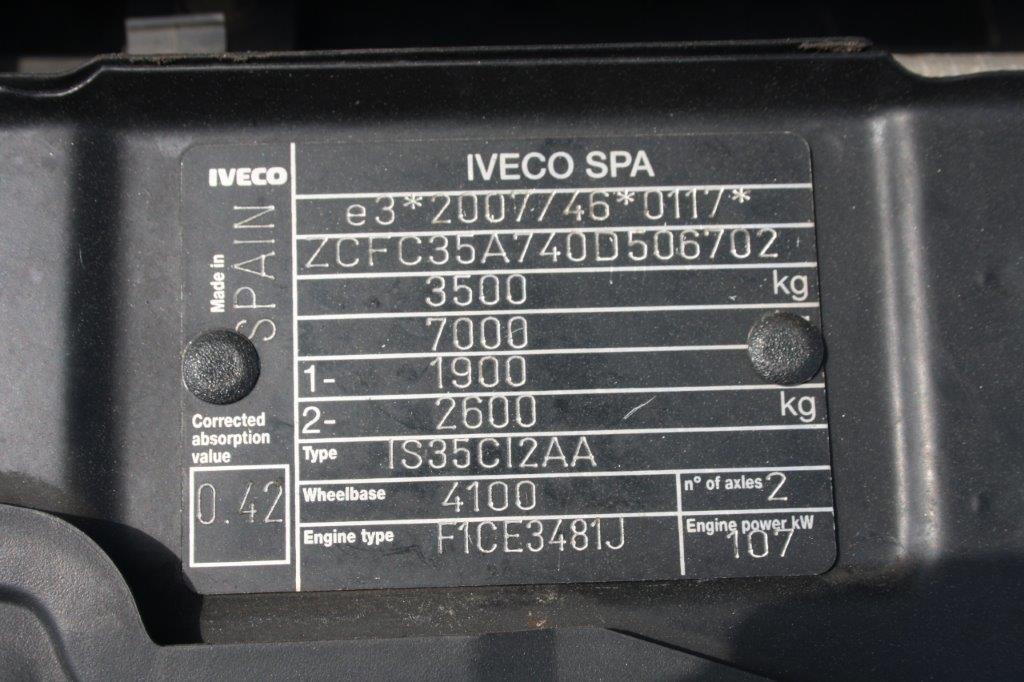 IVECO
IVECO SPA
Made in
SPAIN
e3*2007/46*0117*
ZCFC35A740D506702
3500 kg
7000
1- 1900
2- 2600 kg
Corrected
absorption
value
0.42
Type IS35CI2AA
Wheelbase 4100
n° of axles 2
Engine type F1CE3481J
Engine power kW
107